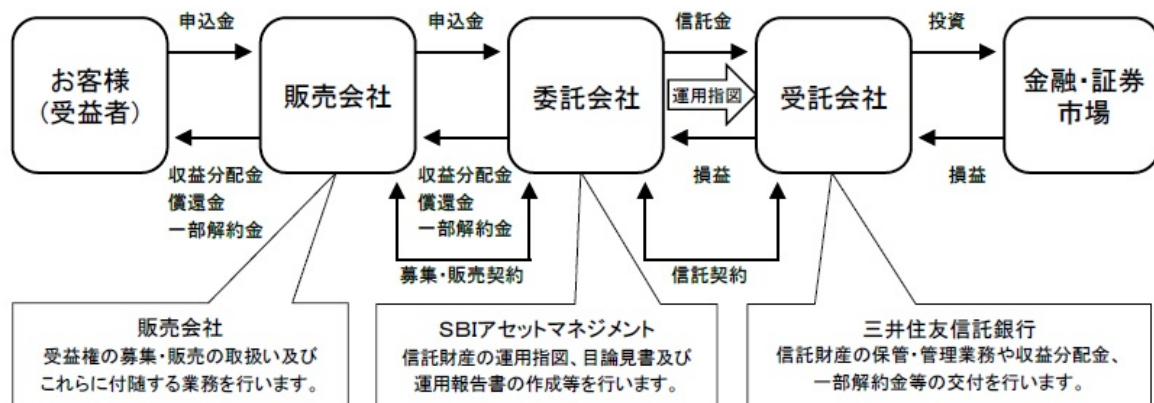 申込金
申込金
信託金
投資
お客様
(受益者)
販売会社
委託会社
運用指図
受託会社
金融・証券
市場
収益分配金
償還金
一部解約金
収益分配金
償還金
一部解約金
損益
損益
募集・販売契約
信託契約
販売会社
受益権の募集・販売の取扱い及び
これらに付随する業務を行います。
SBIアセットマネジメント
信託財産の運用指図、目論見書及び
運用報告書の作成等を行います。
三井住友信託銀行
信託財産の保管・管理業務や収益分配金、
一部解約金等の交付を行います。